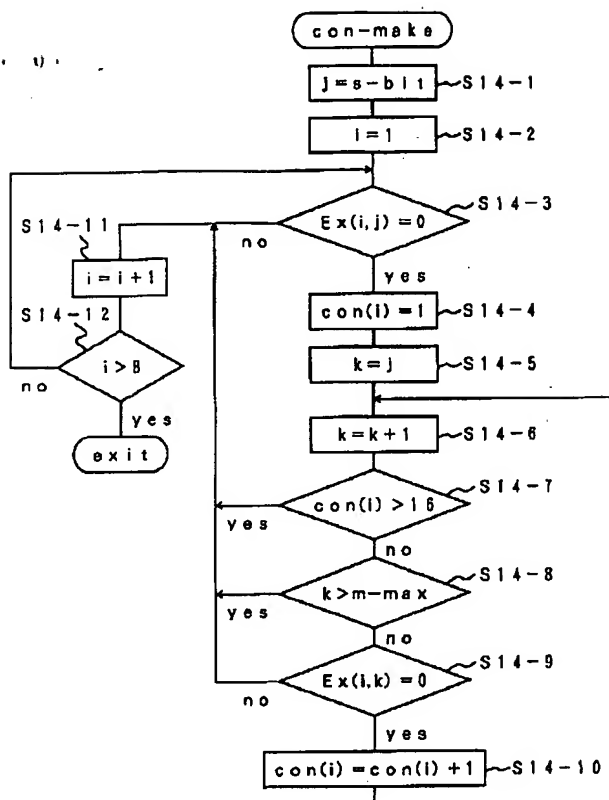 con-make
j=s-bit
S14-1
i=1
S14-2
Ex(i,j)=0
S14-3
no
yes
S14-11
i=i+1
S14-12
i>8
no
yes
exit
con(i)=1
S14-4
k=j
S14-5
k=k+1
S14-6
con(i)>16
S14-7
yes
no
k>m-max
S14-8
yes
no
Ex(i,k)=0
S14-9
no
yes
con(i)=con(i)+1
S14-10